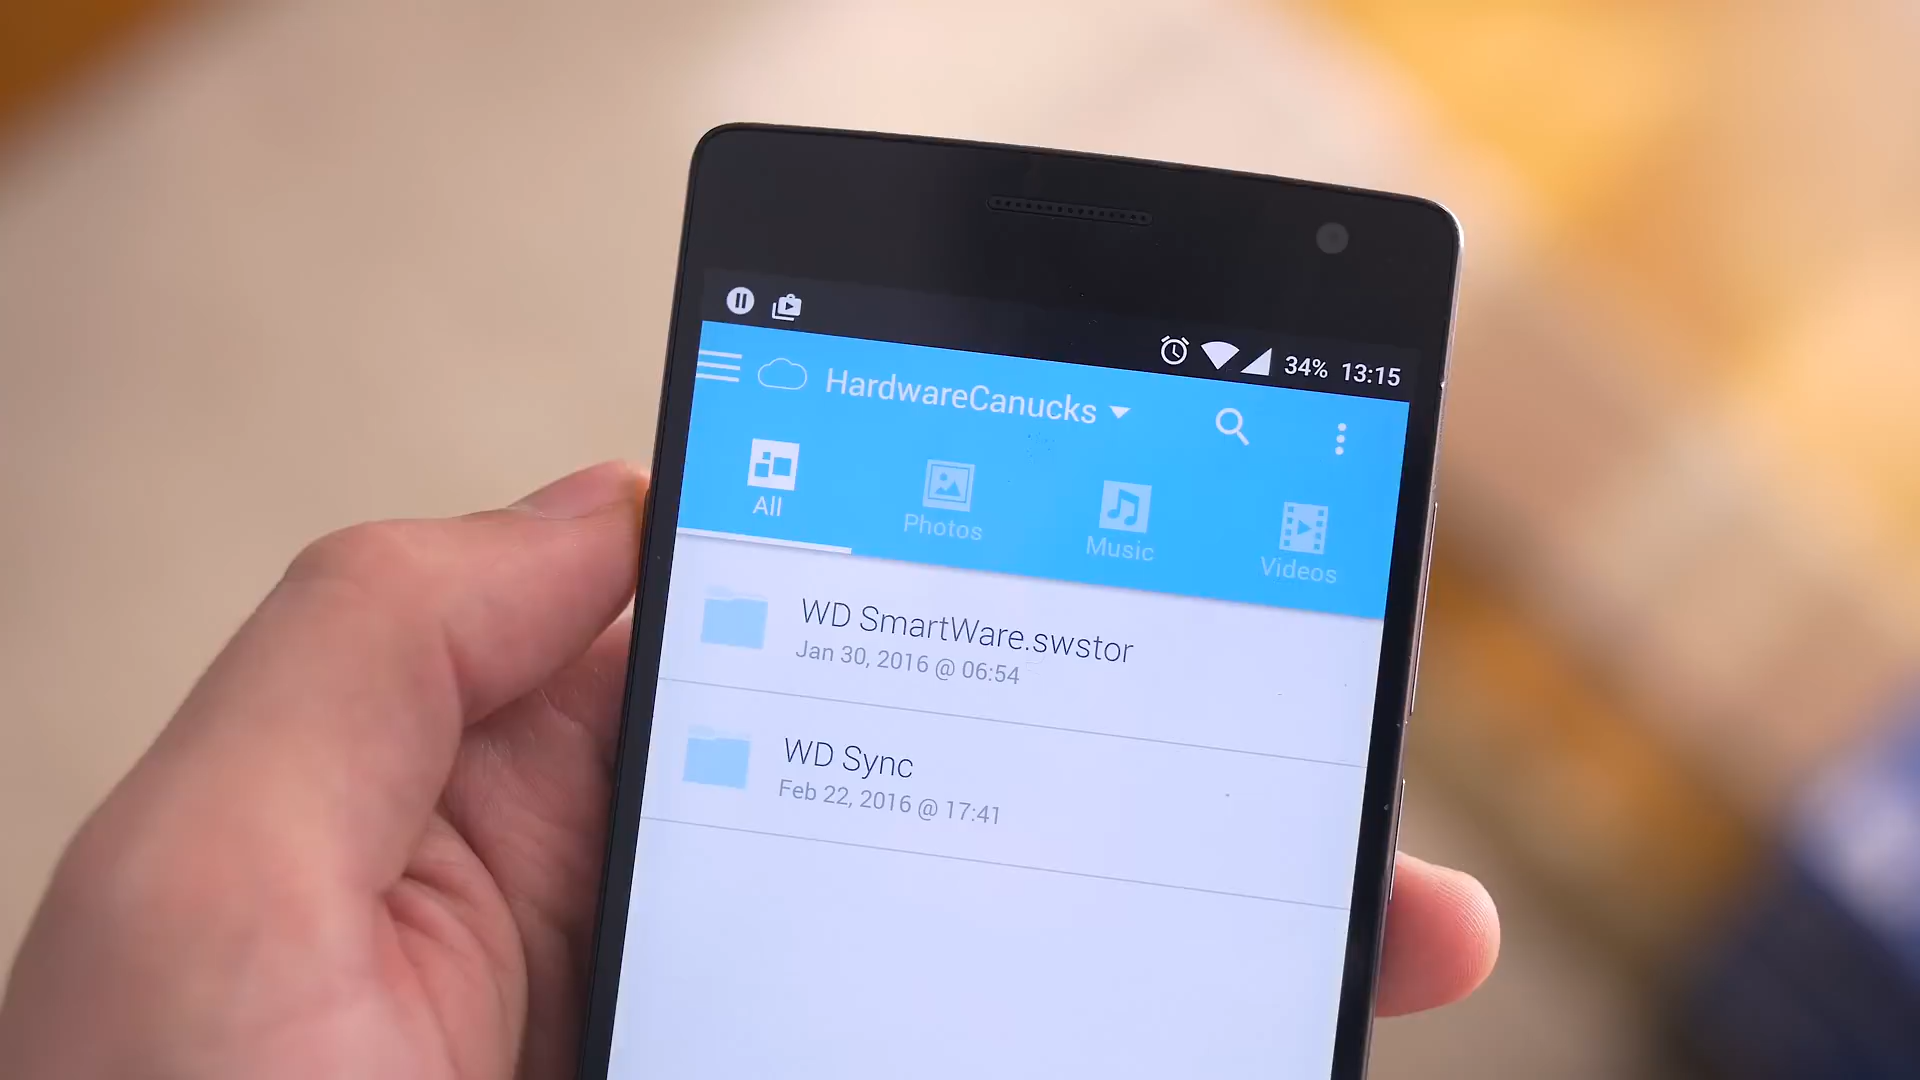 34% 13:15
HardwareCanucks
All
Photos
Music
Videos
WD SmartWare.swstor
Jan 30, 2016 @ 06:54
WD Sync
Feb 22, 2016 @ 17:41